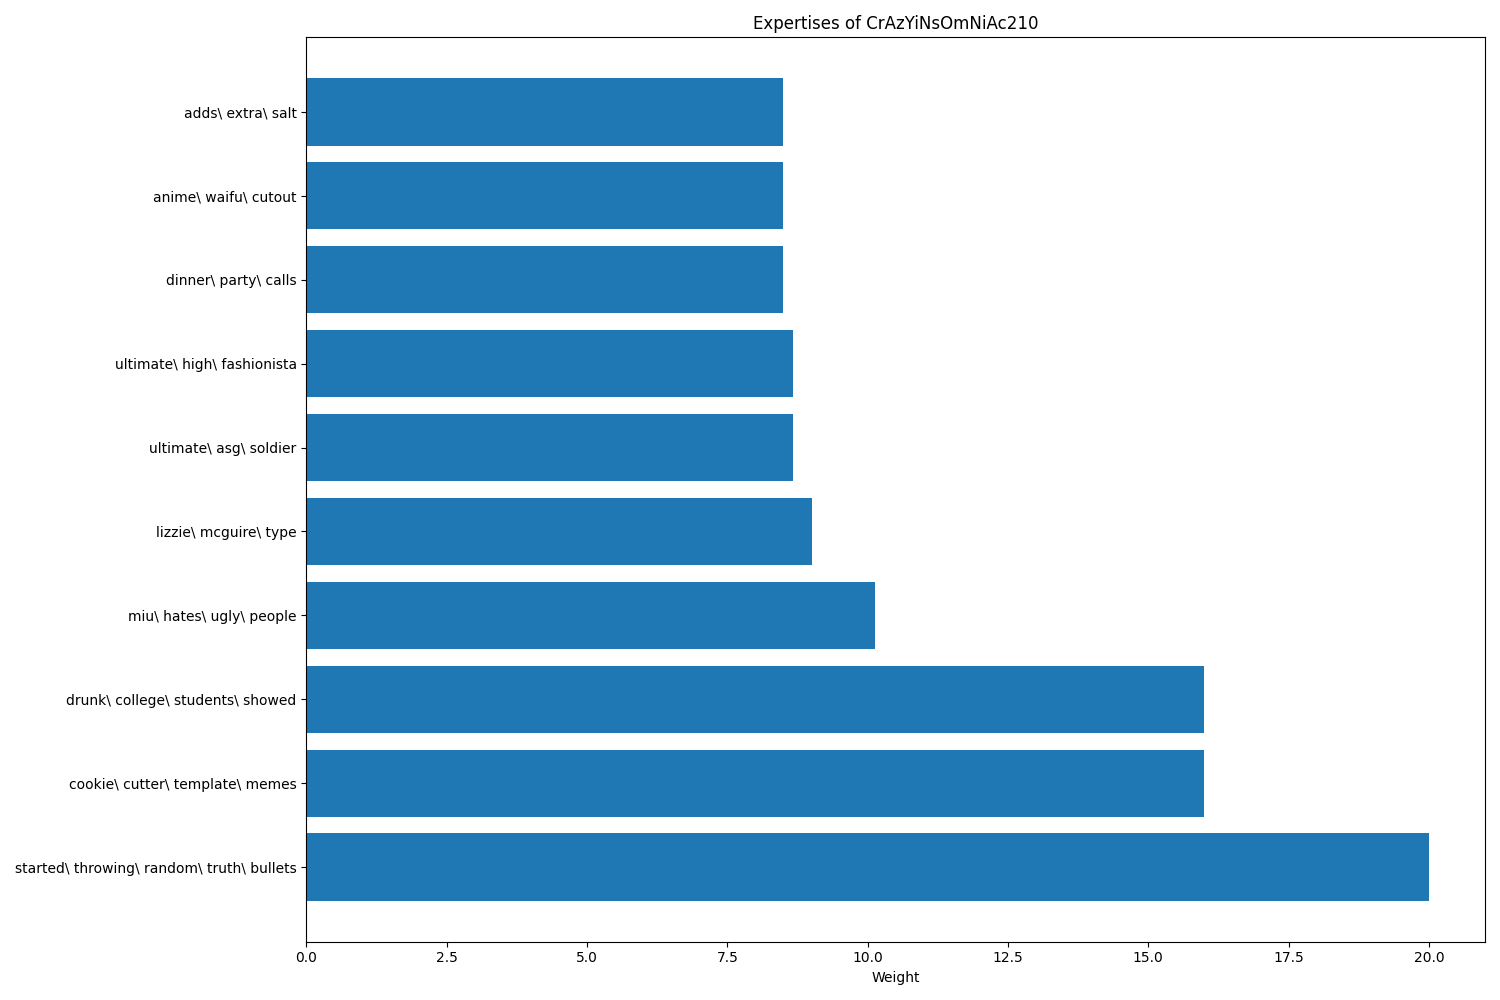 Expertises of CrAzYiNsOmNiAc210
adds\ extra\ salt
anime\ waifu\ cutout
dinner\ party\ calls
ultimate\ high\ fashionista
ultimate\ asg\ soldier
lizzie\ mcguire\ type
miu\ hates\ ugly\ people
drunk\ college\ students\ showed
cookie\ cutter\ template\ memes
started\ throwing\ random\ truth\ bullets
0.0 2.5 5.0 7.5 10.0 12.5 15.0 17.5 20.0
Weight